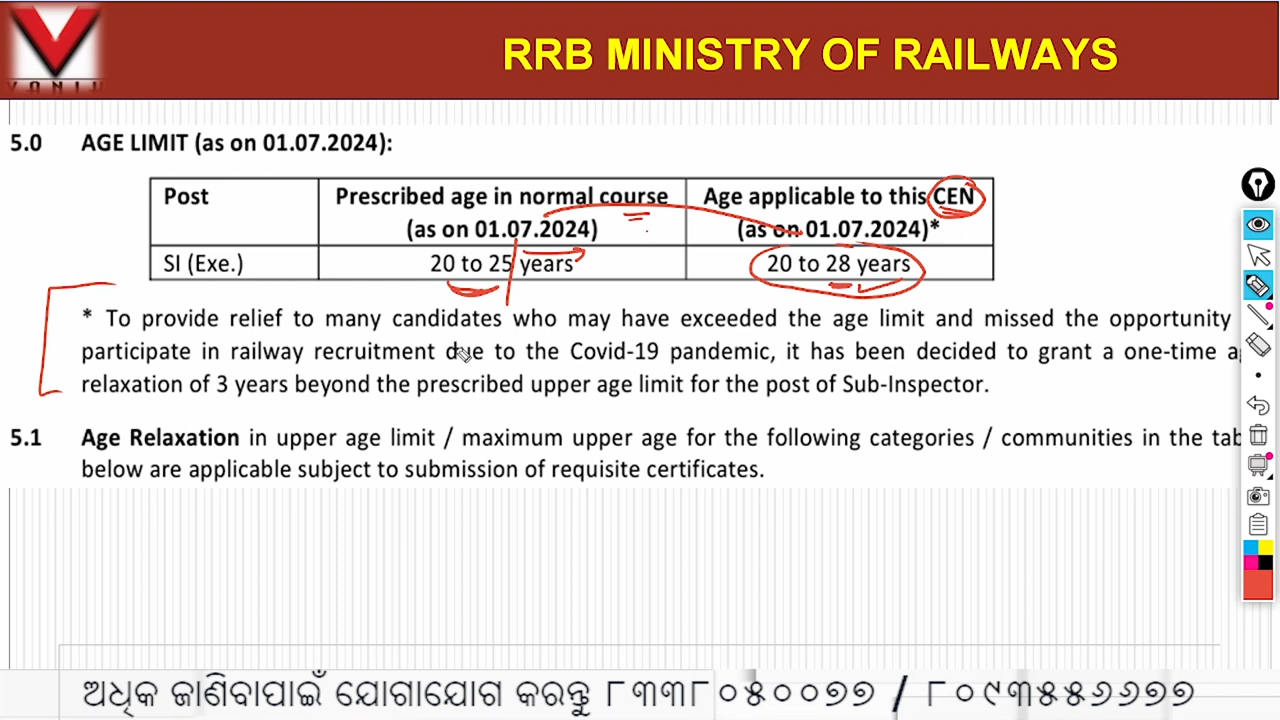 VANIK
RRB MINISTRY OF RAILWAYS
5.0 AGE LIMIT (as on 01.07.2024):
Post Prescribed age in normal course (as on 01.07.2024) Age applicable to this CEN (as on 01.07.2024)*
SI (Exe.) 20 to 25 years 20 to 28 years
* To provide relief to many candidates who may have exceeded the age limit and missed the opportunity
participate in railway recruitment due to the Covid-19 pandemic, it has been decided to grant a one-time
relaxation of 3 years beyond the prescribed upper age limit for the post of Sub-Inspector.
5.1 Age Relaxation in upper age limit / maximum upper age for the following categories / communities in the
below are applicable subject to submission of requisite certificates.
ଅଧିକ ଜାଣିବାପାଇଁ ଯୋଗାଯୋଗ କରନ୍ତୁ ୮୩୩୮୦୫୦୦୭୭ / ୮୦୯୩୫୫୬୬୭୭